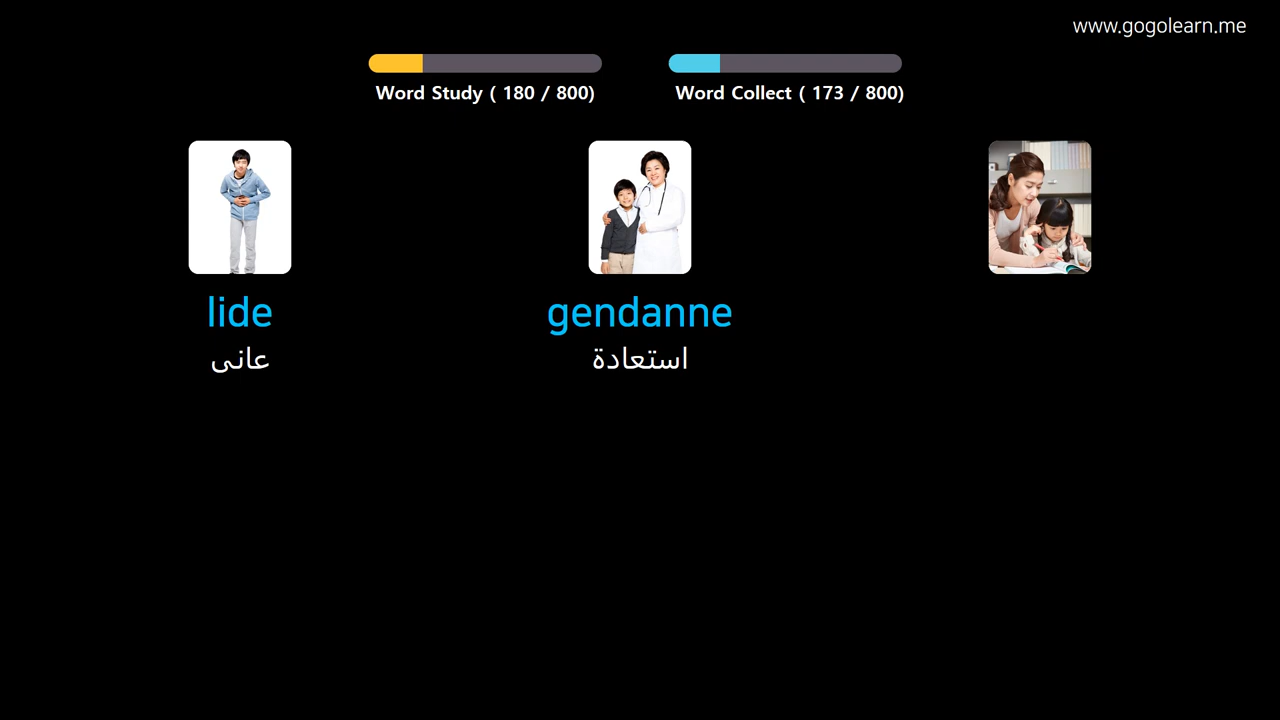 www.gogolearn.me
Word Study ( 180 / 800)
Word Collect ( 173 / 800)
lide
عانى
gendanne
استعادة